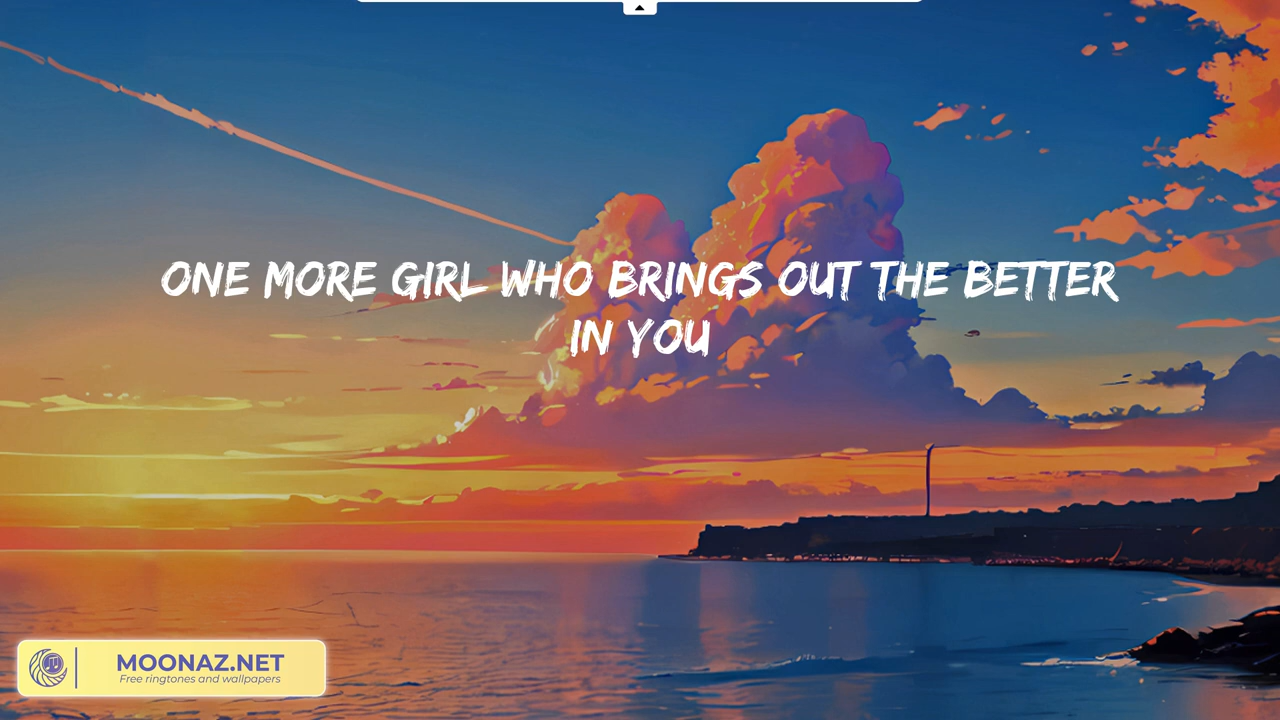 ONE MORE GIRL WHO BRINGS OUT THE BETTER
IN YOU
MOONAZ.NET
Free ringtones and wallpapers